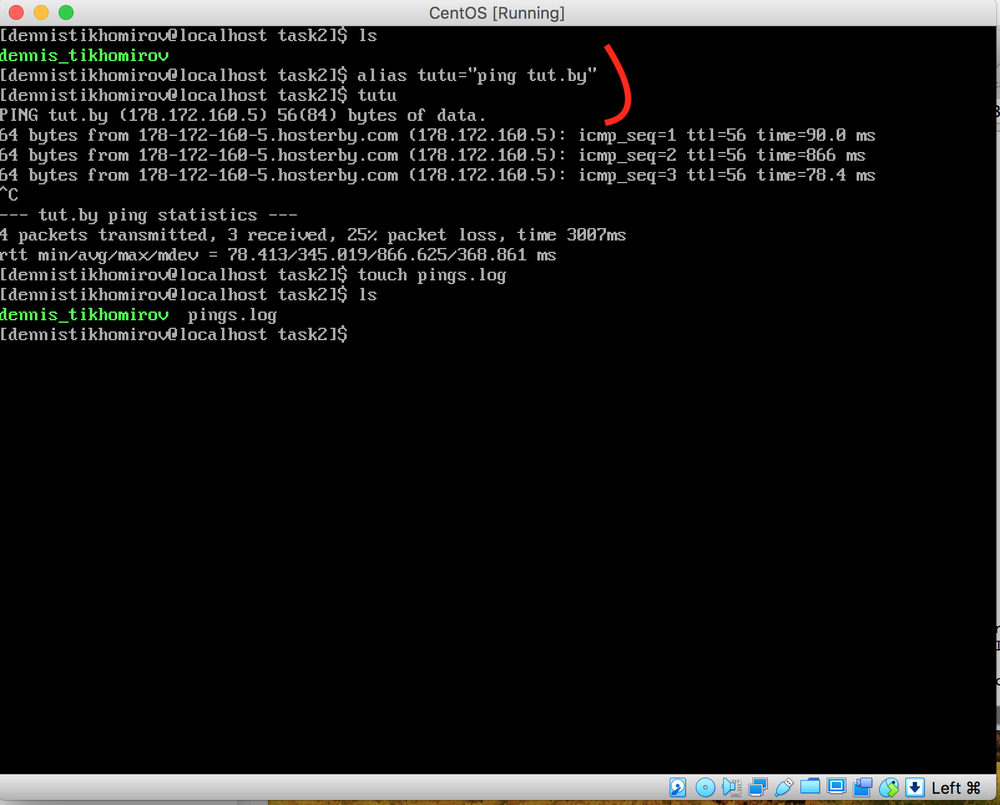 CentOS [Running]
[dennistikhomirov@localhost task2]$ ls
dennis_tikhomirov
[dennistikhomirov@localhost task2]$ alias tutu="ping tut.by"
[dennistikhomirov@localhost task2]$ tutu
PING tut.by (178.172.160.5) 56(84) bytes of data.
64 bytes from 178-172-160-5.hosterby.com (178.172.160.5): icmp_seq=1 ttl=56 time=90.0 ms
64 bytes from 178-172-160-5.hosterby.com (178.172.160.5): icmp_seq=2 ttl=56 time=866 ms
64 bytes from 178-172-160-5.hosterby.com (178.172.160.5): icmp_seq=3 ttl=56 time=78.4 ms
^C
--- tut.by ping statistics ---
4 packets transmitted, 3 received, 25% packet loss, time 3007ms
rtt min/avg/max/mdev = 78.413/345.019/866.625/368.861 ms
[dennistikhomirov@localhost task2]$ touch pings.log
[dennistikhomirov@localhost task2]$ ls
dennis_tikhomirov  pings.log
[dennistikhomirov@localhost task2]$
Left ⌘